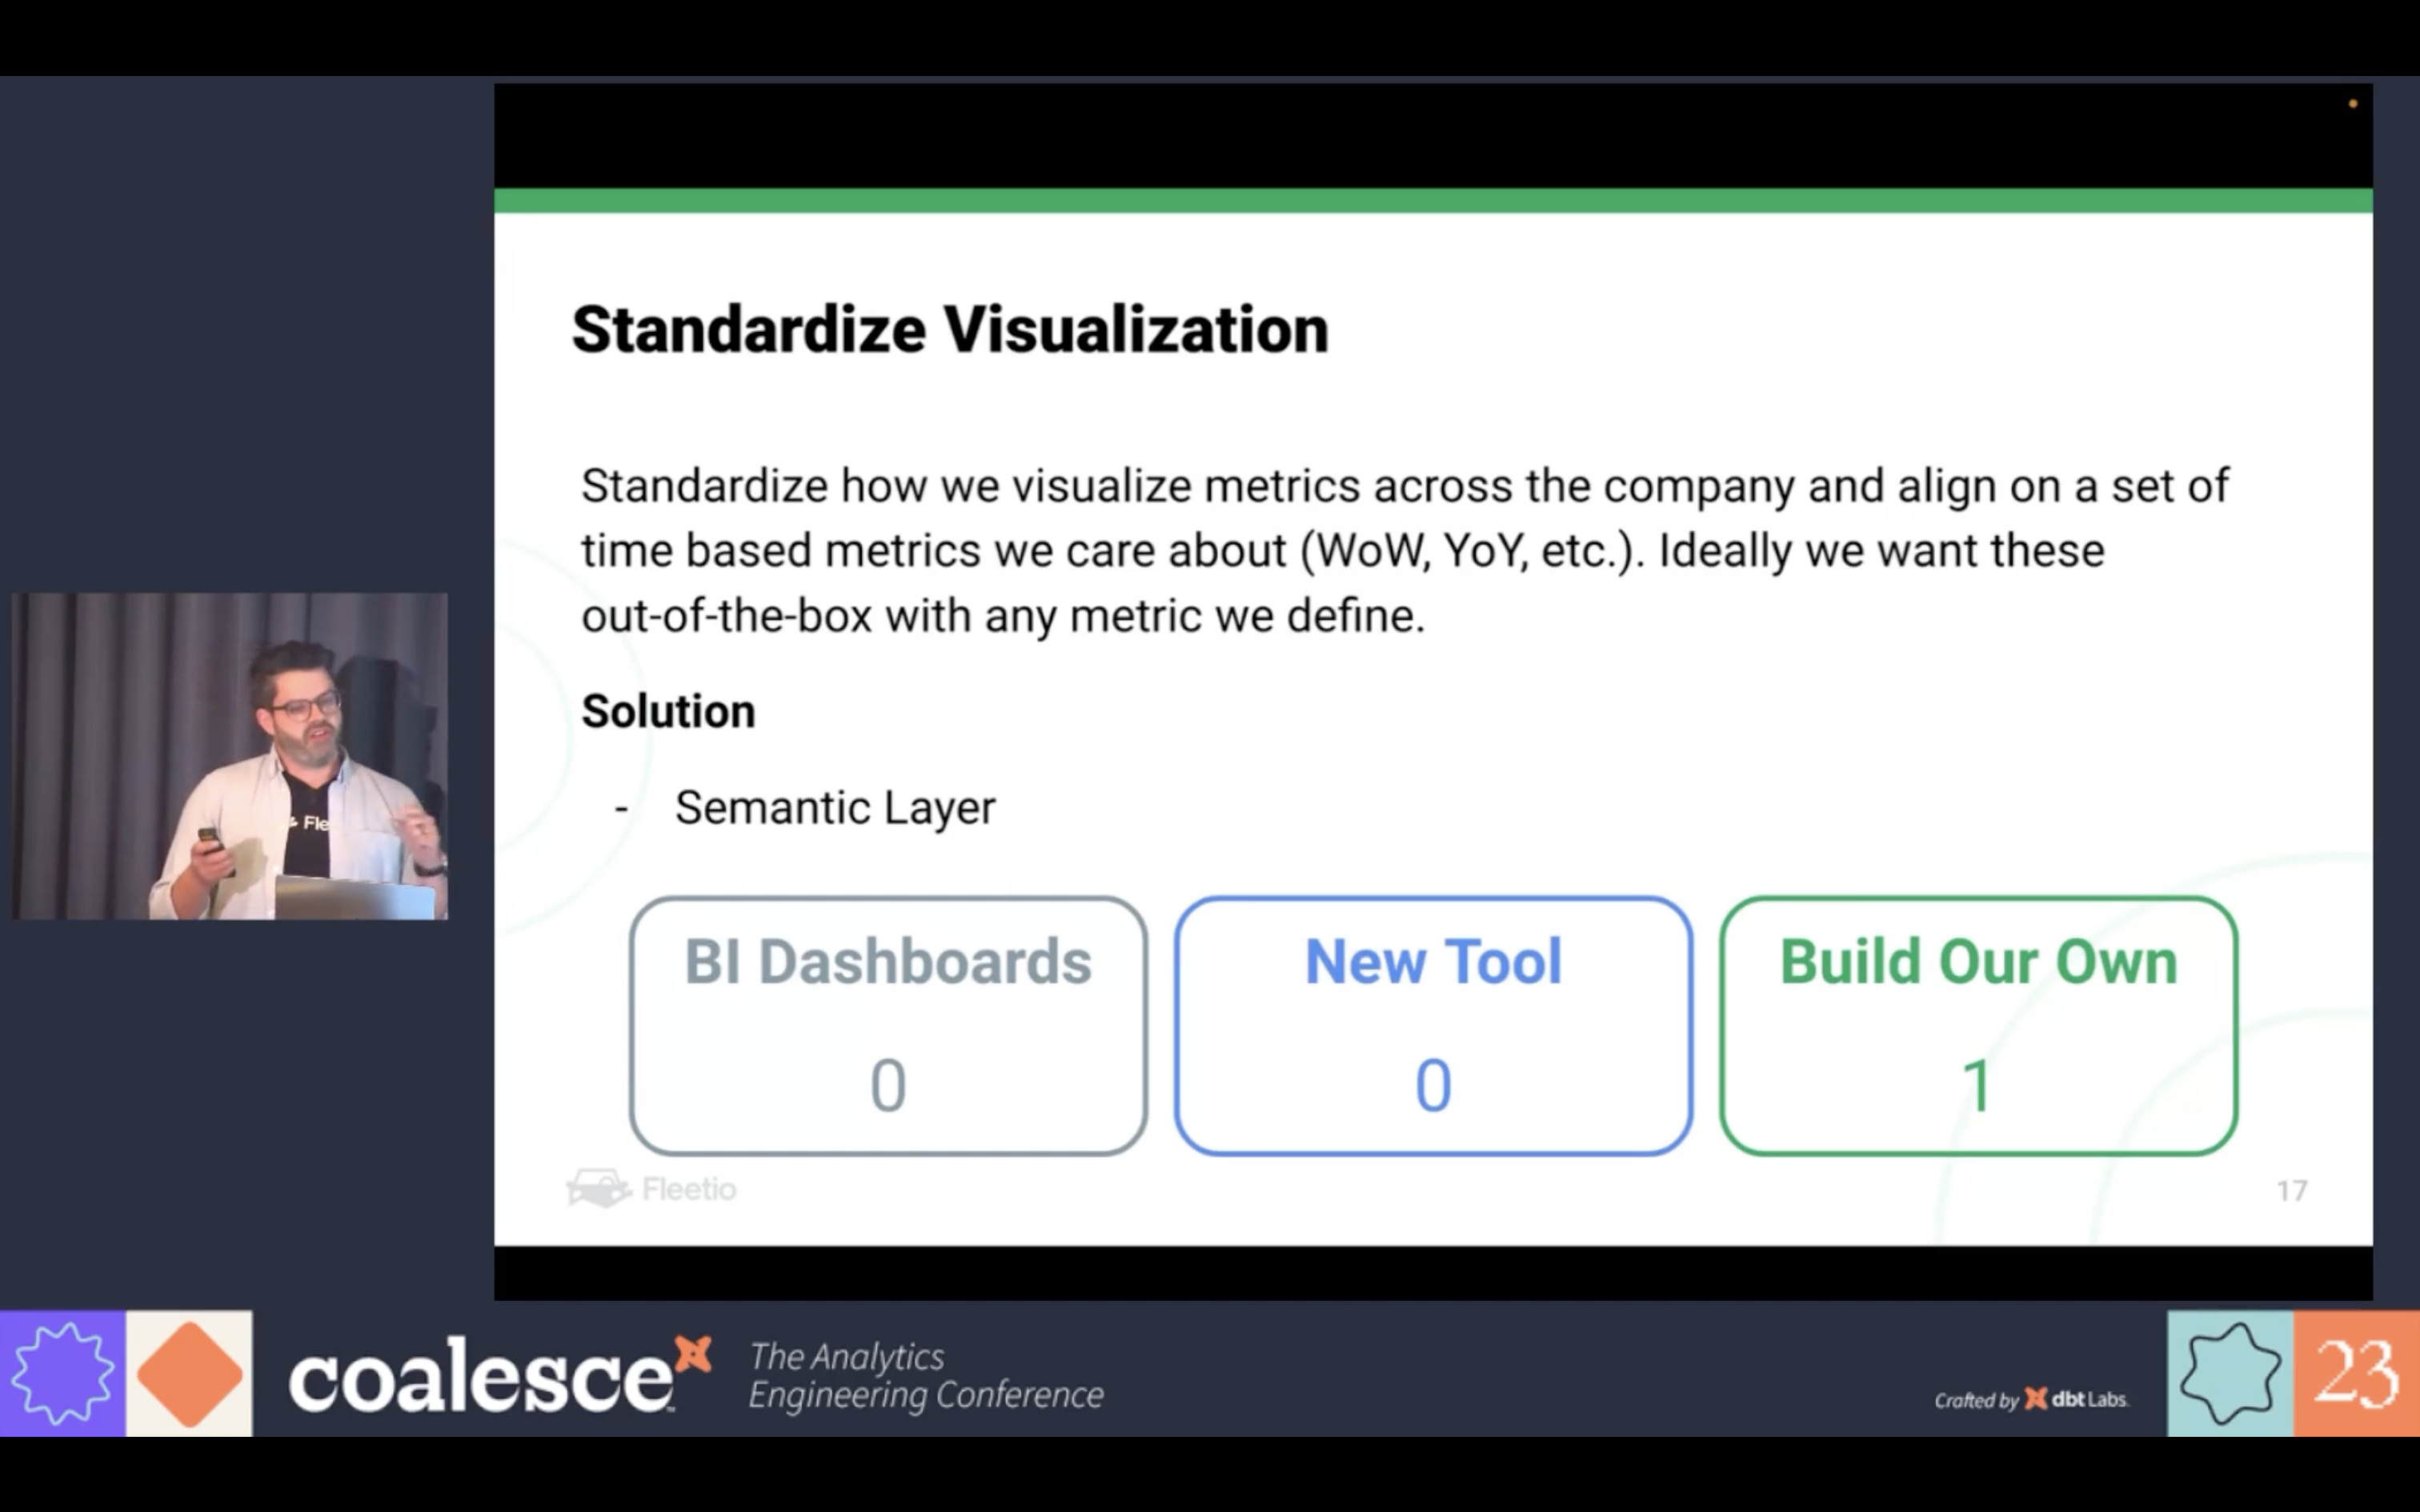 Standardize Visualization
Standardize how we visualize metrics across the company and align on a set of
time based metrics we care about (WoW, YoY, etc.). Ideally we want these
out-of-the-box with any metric we define.
Solution
- Semantic Layer
BI Dashboards
0
New Tool
0
Build Our Own
1
Fleetio
17
Fle
coalesce
The Analytics
Engineering Conference
Crafted by dbt Labs.
23